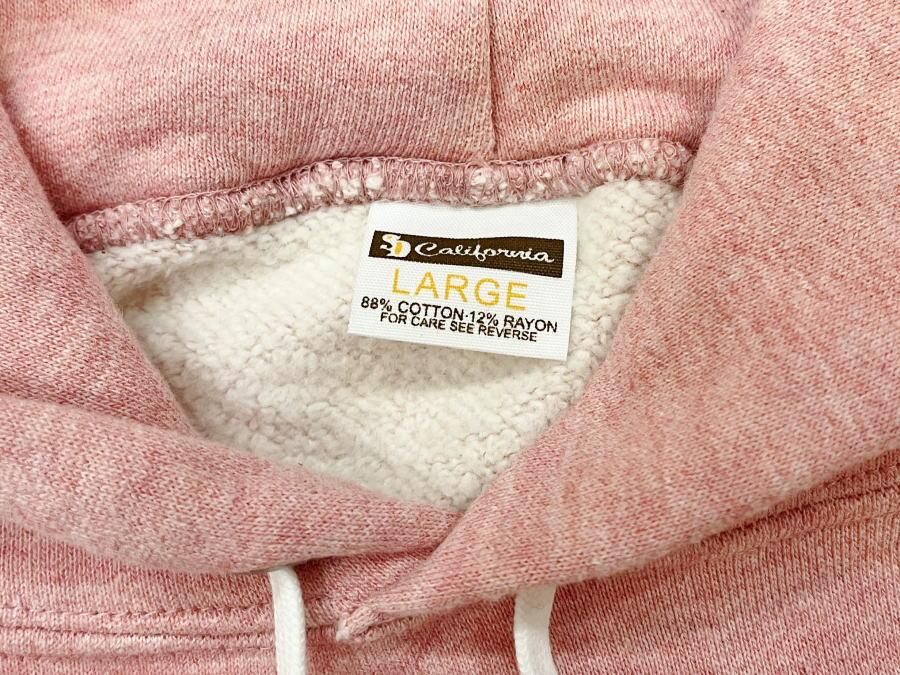 SD California
LARGE
88% COTTON·12% RAYON
FOR CARE SEE REVERSE